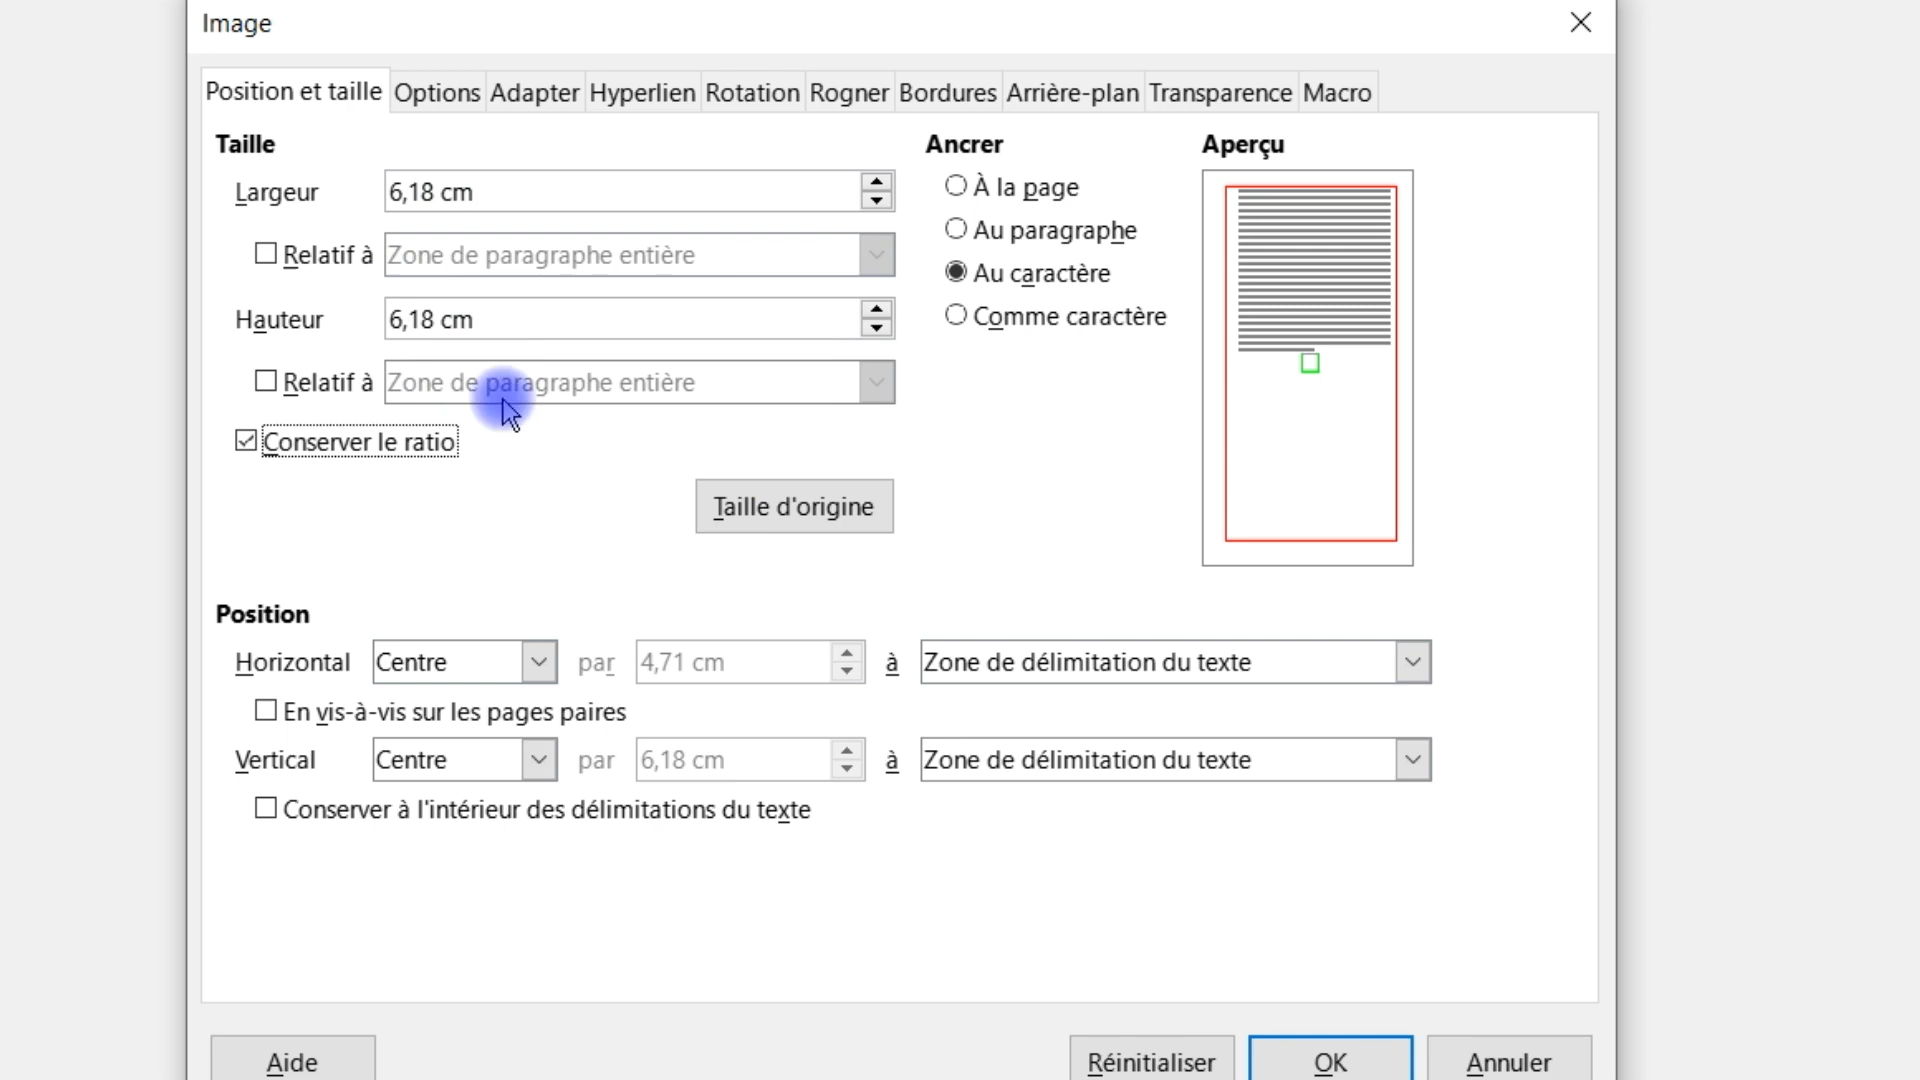 Image
Position et taille Options Adapter Hyperlien Rotation Rogner Bordures Arrière-plan Transparence Macro
Taille
Largeur 6,18 cm
Relatif à Zone de paragraphe entière
Hauteur 6,18 cm
Relatif à Zone de paragraphe entière
Conserver le ratio
Taille d'origine
Ancrer
À la page
Au paragraphe
Au caractère
Comme caractère
Aperçu
Position
Horizontal Centre par 4,71 cm à Zone de délimitation du texte
En vis-à-vis sur les pages paires
Vertical Centre par 6,18 cm à Zone de délimitation du texte
Conserver à l'intérieur des délimitations du texte
Aide Réinitialiser OK Annuler